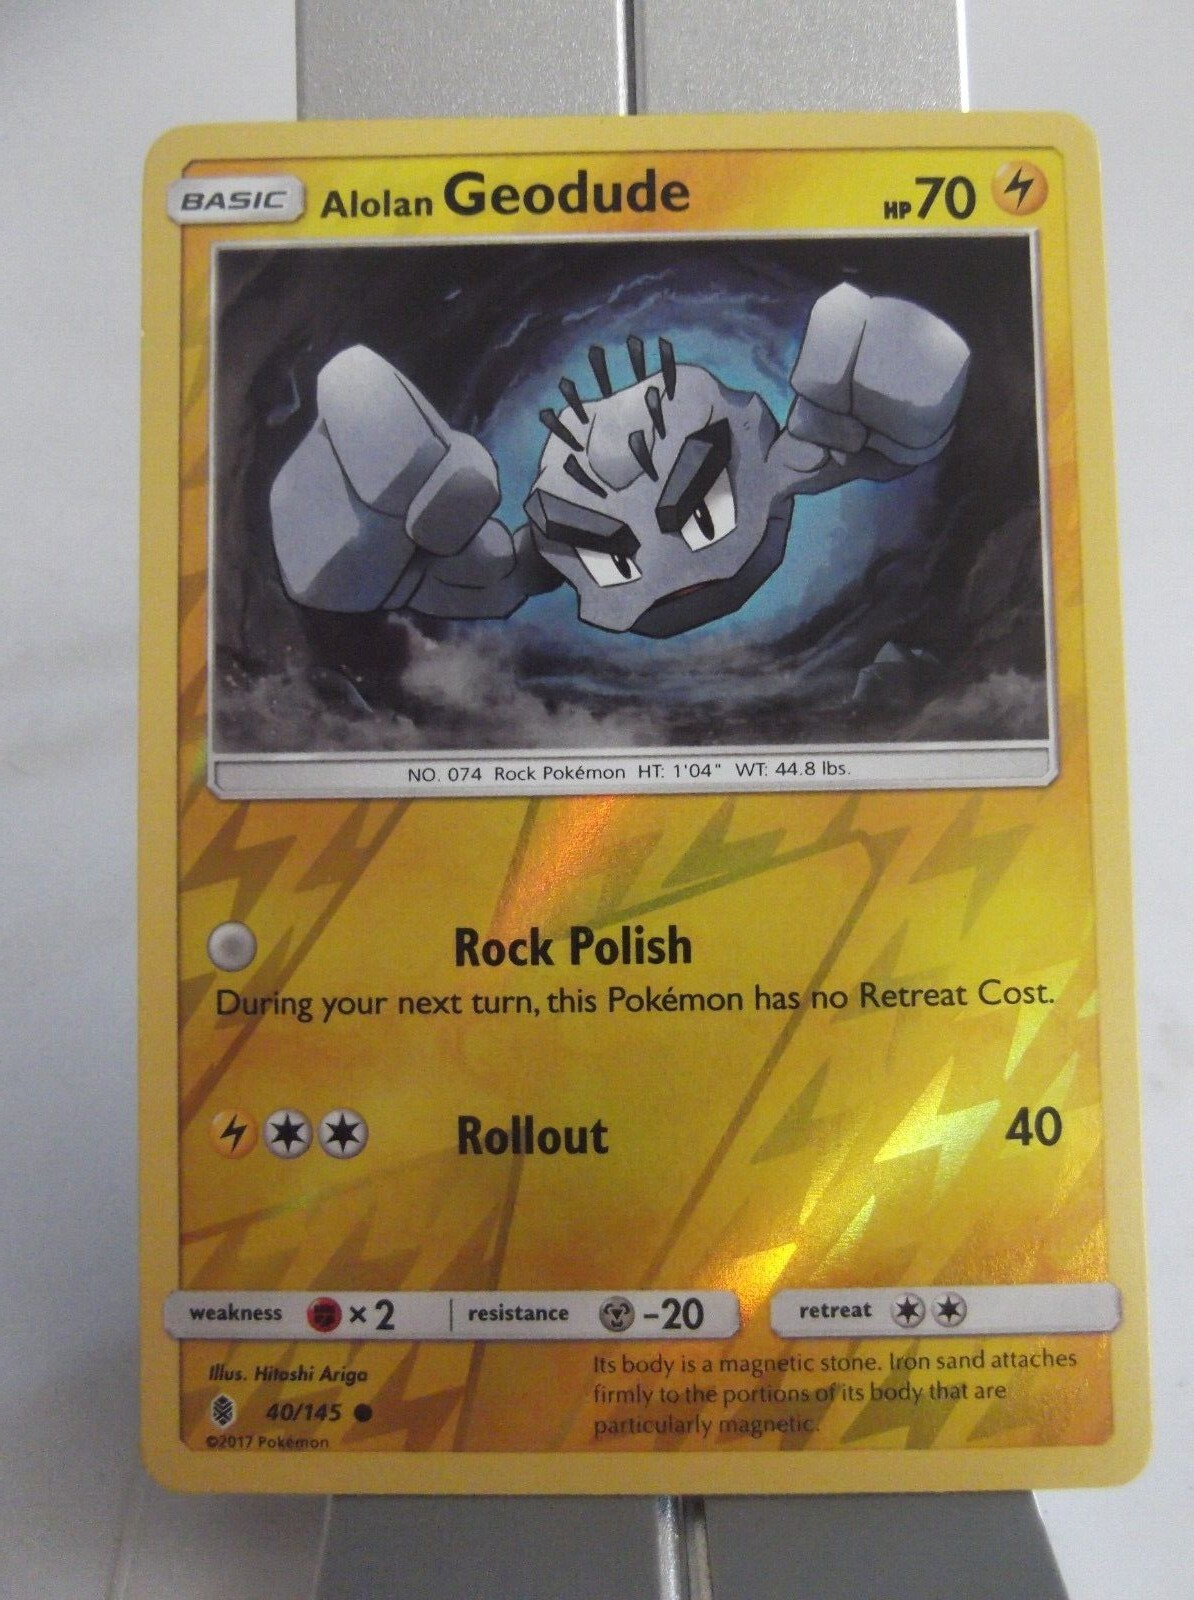 BASIC Alolan Geodude HP 70
NO. 074 Rock Pokémon HT: 1'04" WT: 44.8 lbs.
Rock Polish
During your next turn, this Pokémon has no Retreat Cost.
Rollout 40
weakness ×2 resistance -20 retreat
Illus. Hitoshi Ariga
40/145
©2017 Pokémon
Its body is a magnetic stone. Iron sand attaches
firmly to the portions of its body that are
particularly magnetic.